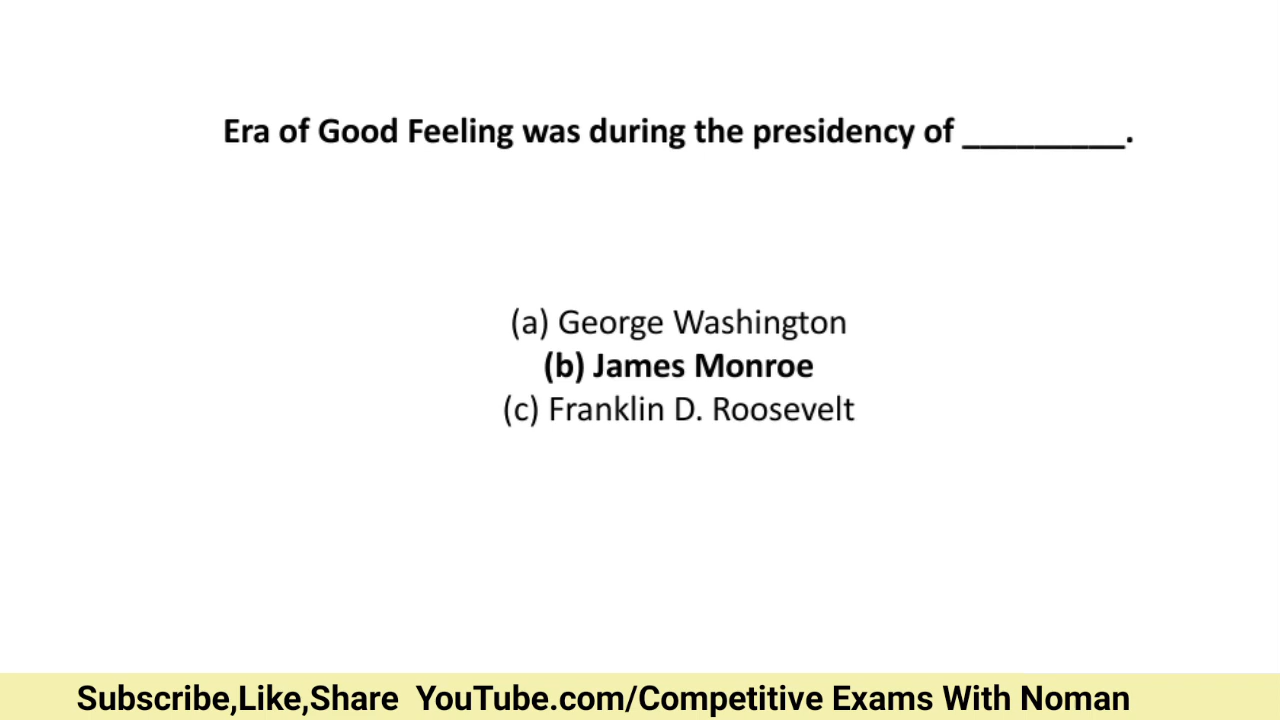 Era of Good Feeling was during the presidency of _________.
(a) George Washington
(b) James Monroe
(c) Franklin D. Roosevelt
Subscribe,Like,Share YouTube.com/Competitive Exams With Noman